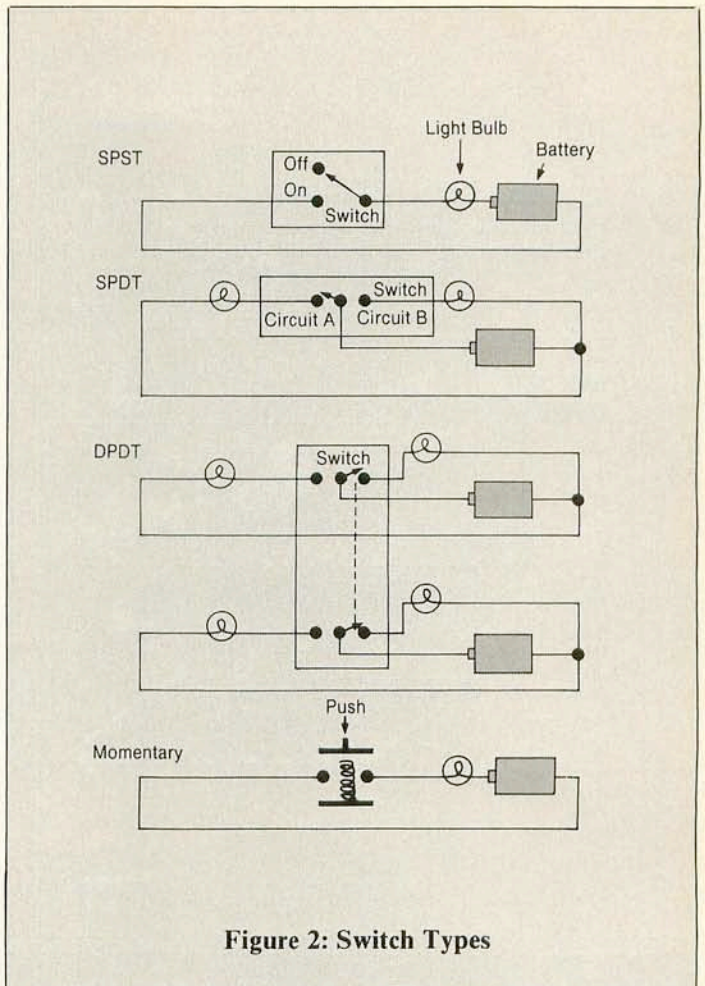 Light Bulb
SPST
Off
Battery
On
Switch
SPDT
Switch
Circuit A
Circuit B
DPDT
Switch
Push
Momentary
Figure 2: Switch Types